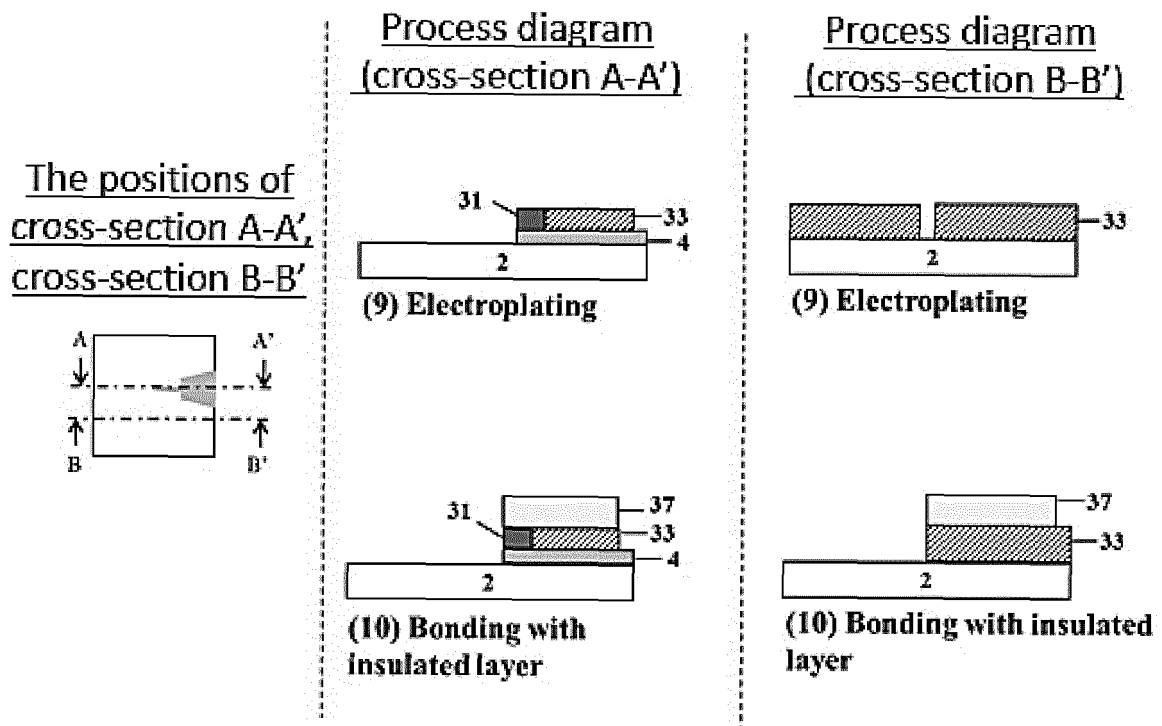 The positions of
cross-section A-A',
cross-section B-B'
A A'
B B'
Process diagram
(cross-section A-A')
31
33
4
2
(9) Electroplating
37
31
33
4
2
(10) Bonding with
insulated layer
Process diagram
(cross-section B-B')
33
2
(9) Electroplating
37
33
2
(10) Bonding with insulated
layer